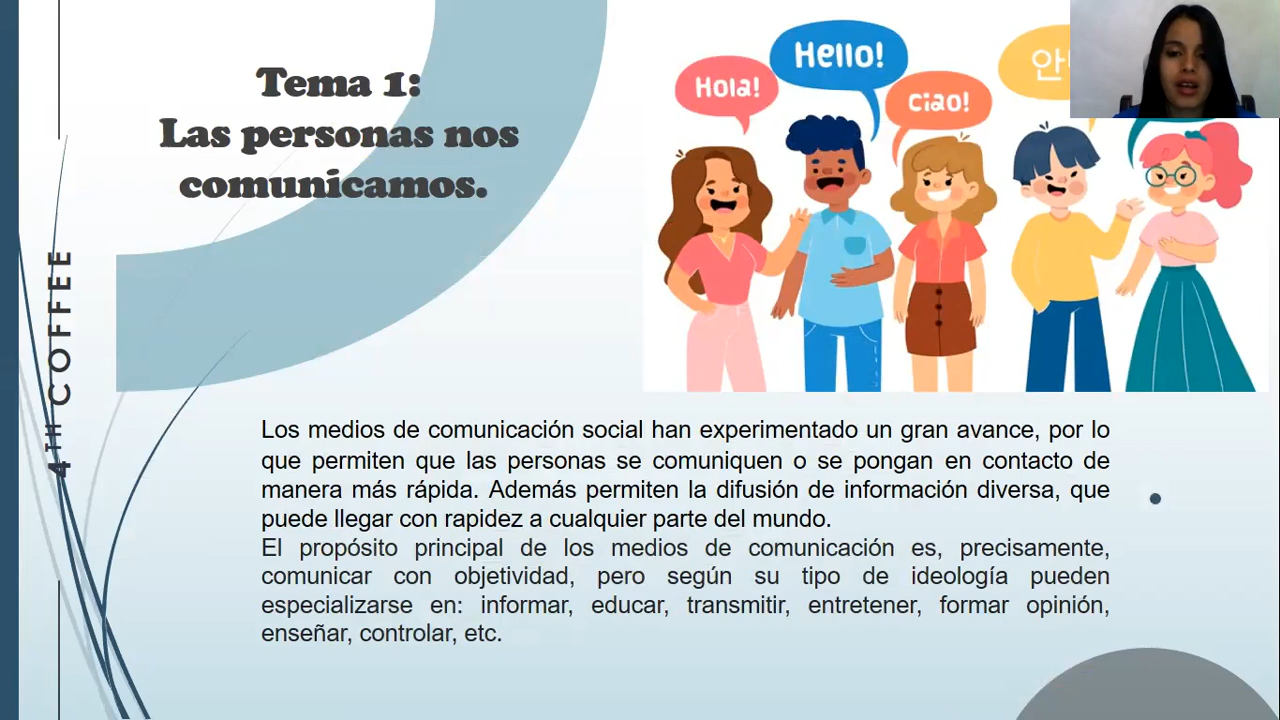 Tema 1:
Las personas nos
comunicamos.
Hola!
Hello!
Ciao!
안
4TH COFFEE
Los medios de comunicación social han experimentado un gran avance, por lo
que permiten que las personas se comuniquen o se pongan en contacto de
manera más rápida. Además permiten la difusión de información diversa, que
puede llegar con rapidez a cualquier parte del mundo.
El propósito principal de los medios de comunicación es, precisamente,
comunicar con objetividad, pero según su tipo de ideología pueden
especializarse en: informar, educar, transmitir, entretener, formar opinión,
enseñar, controlar, etc.